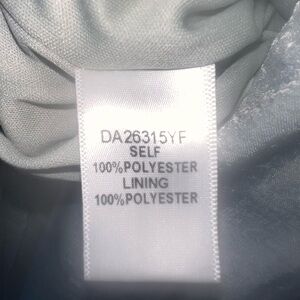 DA26315YF
SELF
100%POLYESTER
LINING
100%POLYESTER